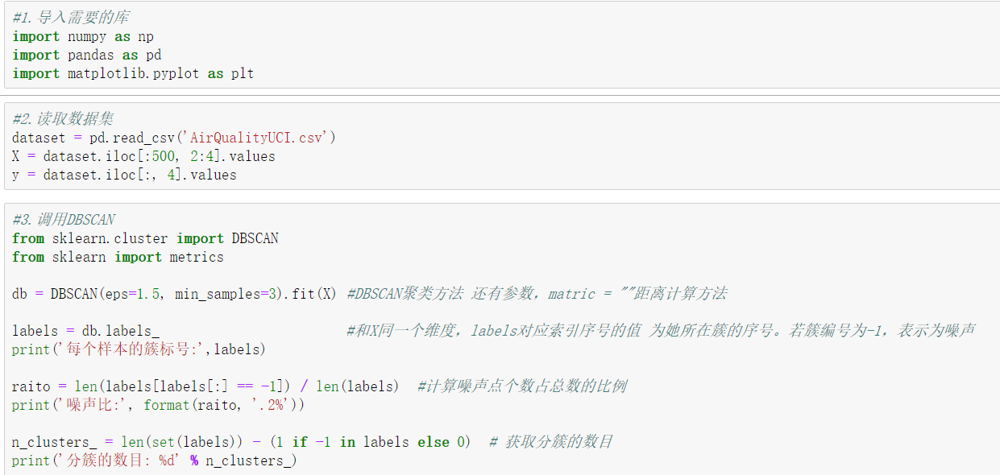 #1.导入需要的库
import numpy as np
import pandas as pd
import matplotlib.pyplot as plt
#2.读取数据集
dataset = pd.read_csv('AirQualityUCI.csv')
X = dataset.iloc[:500, 2:4].values
y = dataset.iloc[:, 4].values
#3.调用DBSCAN
from sklearn.cluster import DBSCAN
from sklearn import metrics
db = DBSCAN(eps=1.5, min_samples=3).fit(X) #DBSCAN聚类方法 还有参数，matric = ""距离计算方法
labels = db.labels_ #和X同一个维度，labels对应索引序号的值 为她所在簇的序号。若簇编号为-1，表示为噪声
print('每个样本的簇标号:',labels)
raito = len(labels[labels[:] == -1]) / len(labels) #计算噪声点个数占总数的比例
print('噪声比:', format(raito, '.2%'))
n_clusters_ = len(set(labels)) - (1 if -1 in labels else 0) # 获取分簇的数目
print('分簇的数目: %d' % n_clusters_)